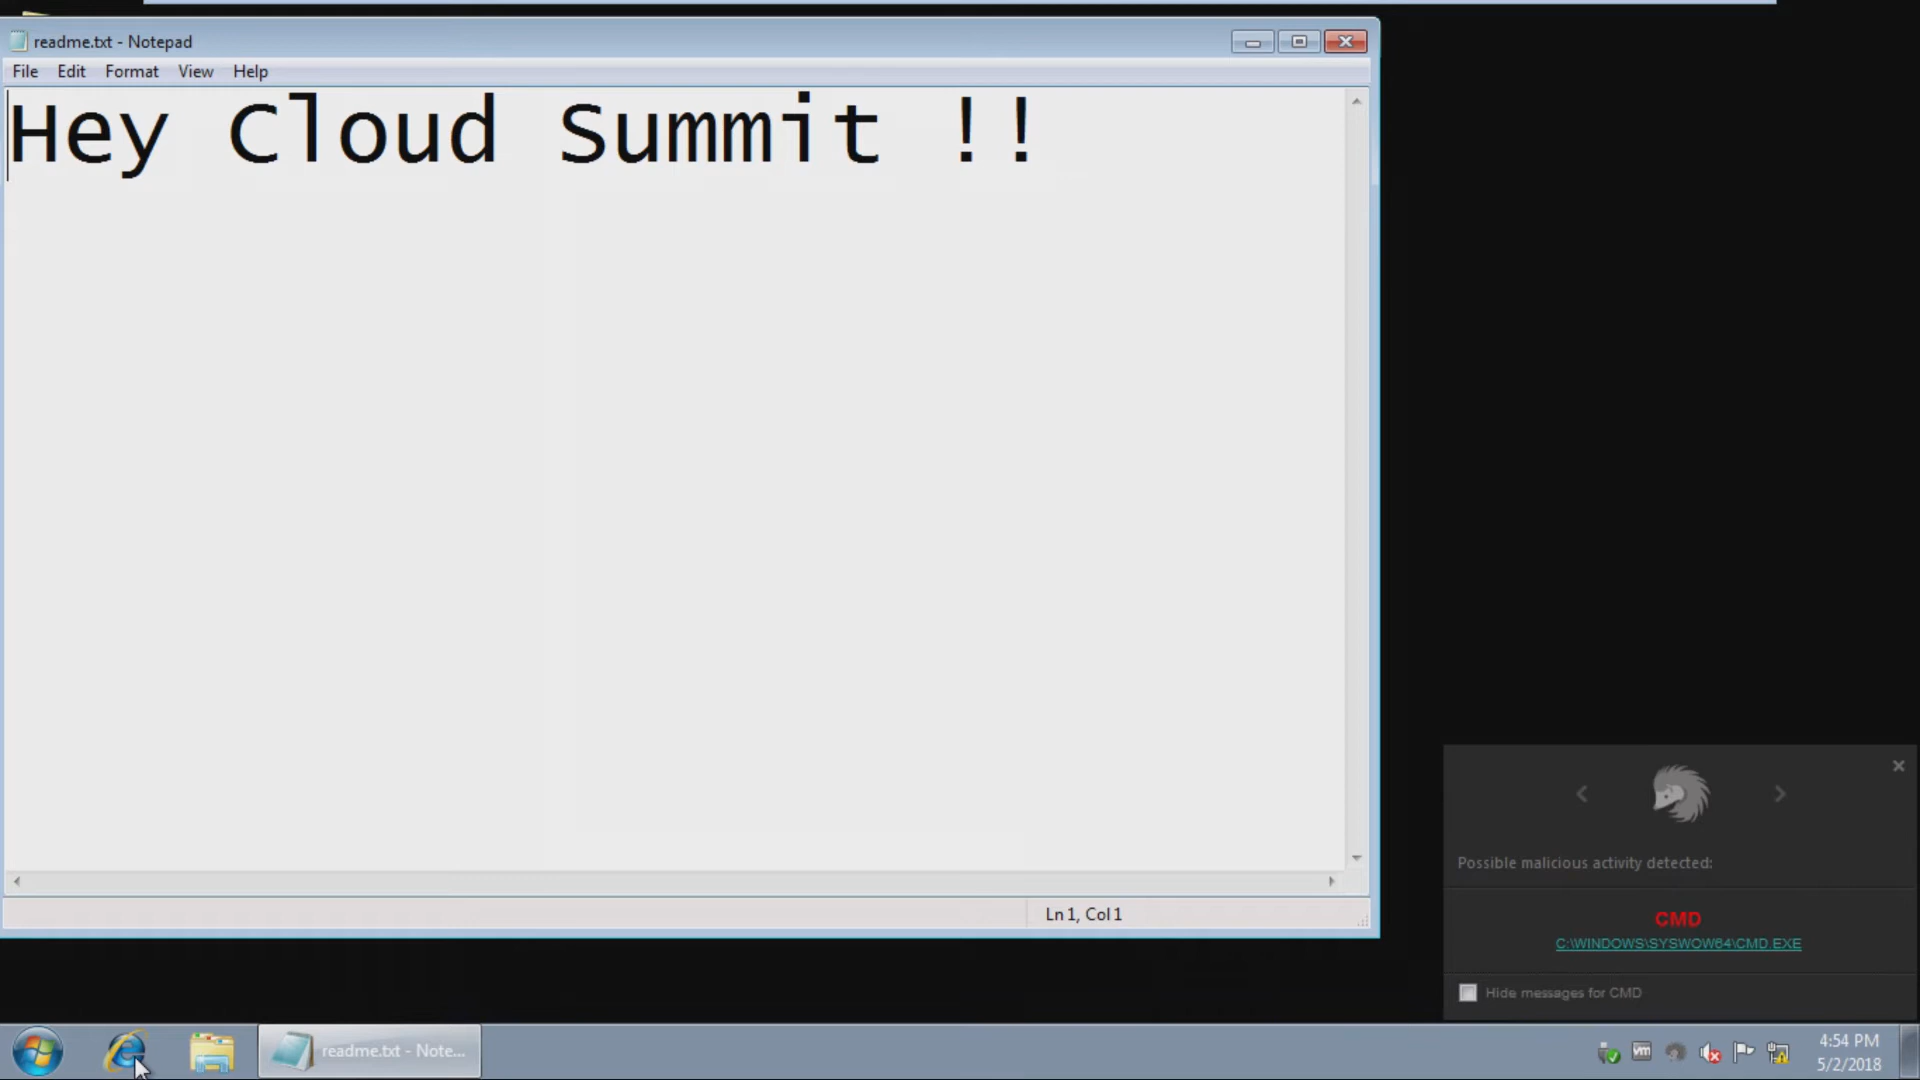 readme.txt - Notepad
File Edit Format View Help
Hey Cloud Summit !!
Ln 1, Col 1
Possible malicious activity detected:
CMD
C:\WINDOWS\SYSWOW64\CMD.EXE
Hide messages for CMD
readme.txt - Note...
vm
4:54 PM
5/2/2018